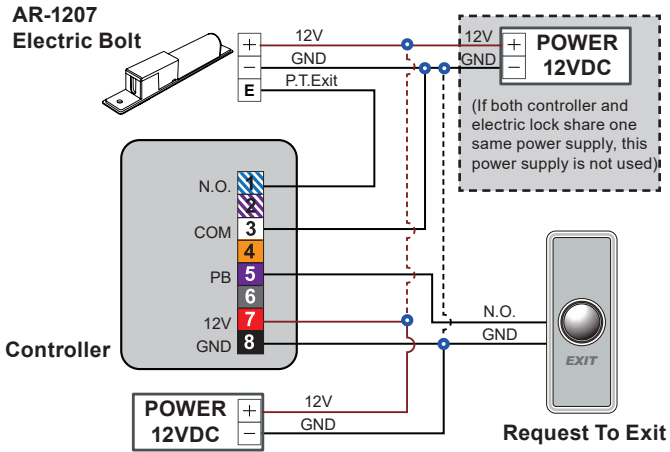 AR-1207
Electric Bolt
+ 12V
− GND
E P.T.Exit
12V + POWER
GND − 12VDC
(If both controller and
electric lock share one
same power supply, this
power supply is not used)
N.O. 1
2
COM 3
4
PB 5
6
12V 7
GND 8
Controller
N.O.
GND
EXIT
Request To Exit
POWER + 12V
12VDC − GND